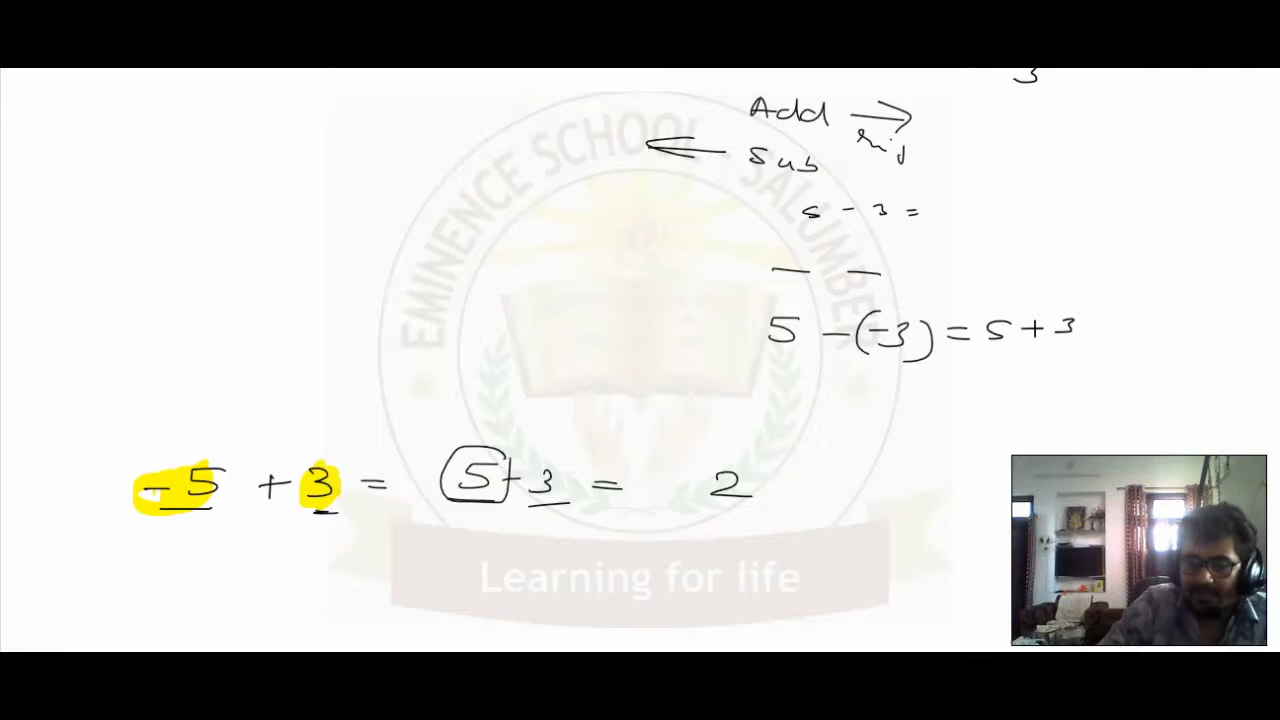 3
Add →
← Sub
5 - 3 =
5 - (-3) = 5 + 3
-5 + 3 = 5 - 3 = 2
EMINENCE SCHOOL - SALUMBER
Learning for life